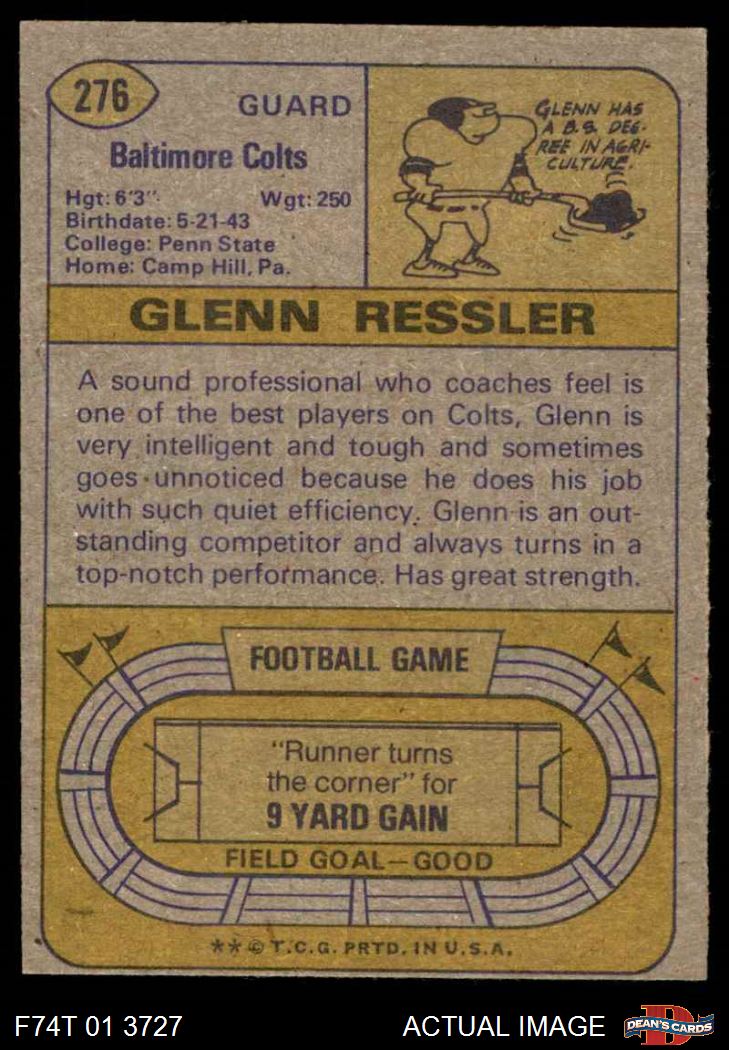 276
GUARD
Baltimore Colts
Hgt: 6'3" Wgt: 250
Birthdate: 5-21-43
College: Penn State
Home: Camp Hill, Pa.
GLENN HAS
A B.S. DEG-
REE IN AGRI-
CULTURE.
GLENN RESSLER
A sound professional who coaches feel is
one of the best players on Colts, Glenn is
very intelligent and tough and sometimes
goes unnoticed because he does his job
with such quiet efficiency. Glenn is an out-
standing competitor and always turns in a
top-notch performance. Has great strength.
FOOTBALL GAME
"Runner turns
the corner" for
9 YARD GAIN
FIELD GOAL—GOOD
** © T.C.G. PRTD. IN U.S.A.
F74T 01 3727 ACTUAL IMAGE
D
DEAN'S CARDS